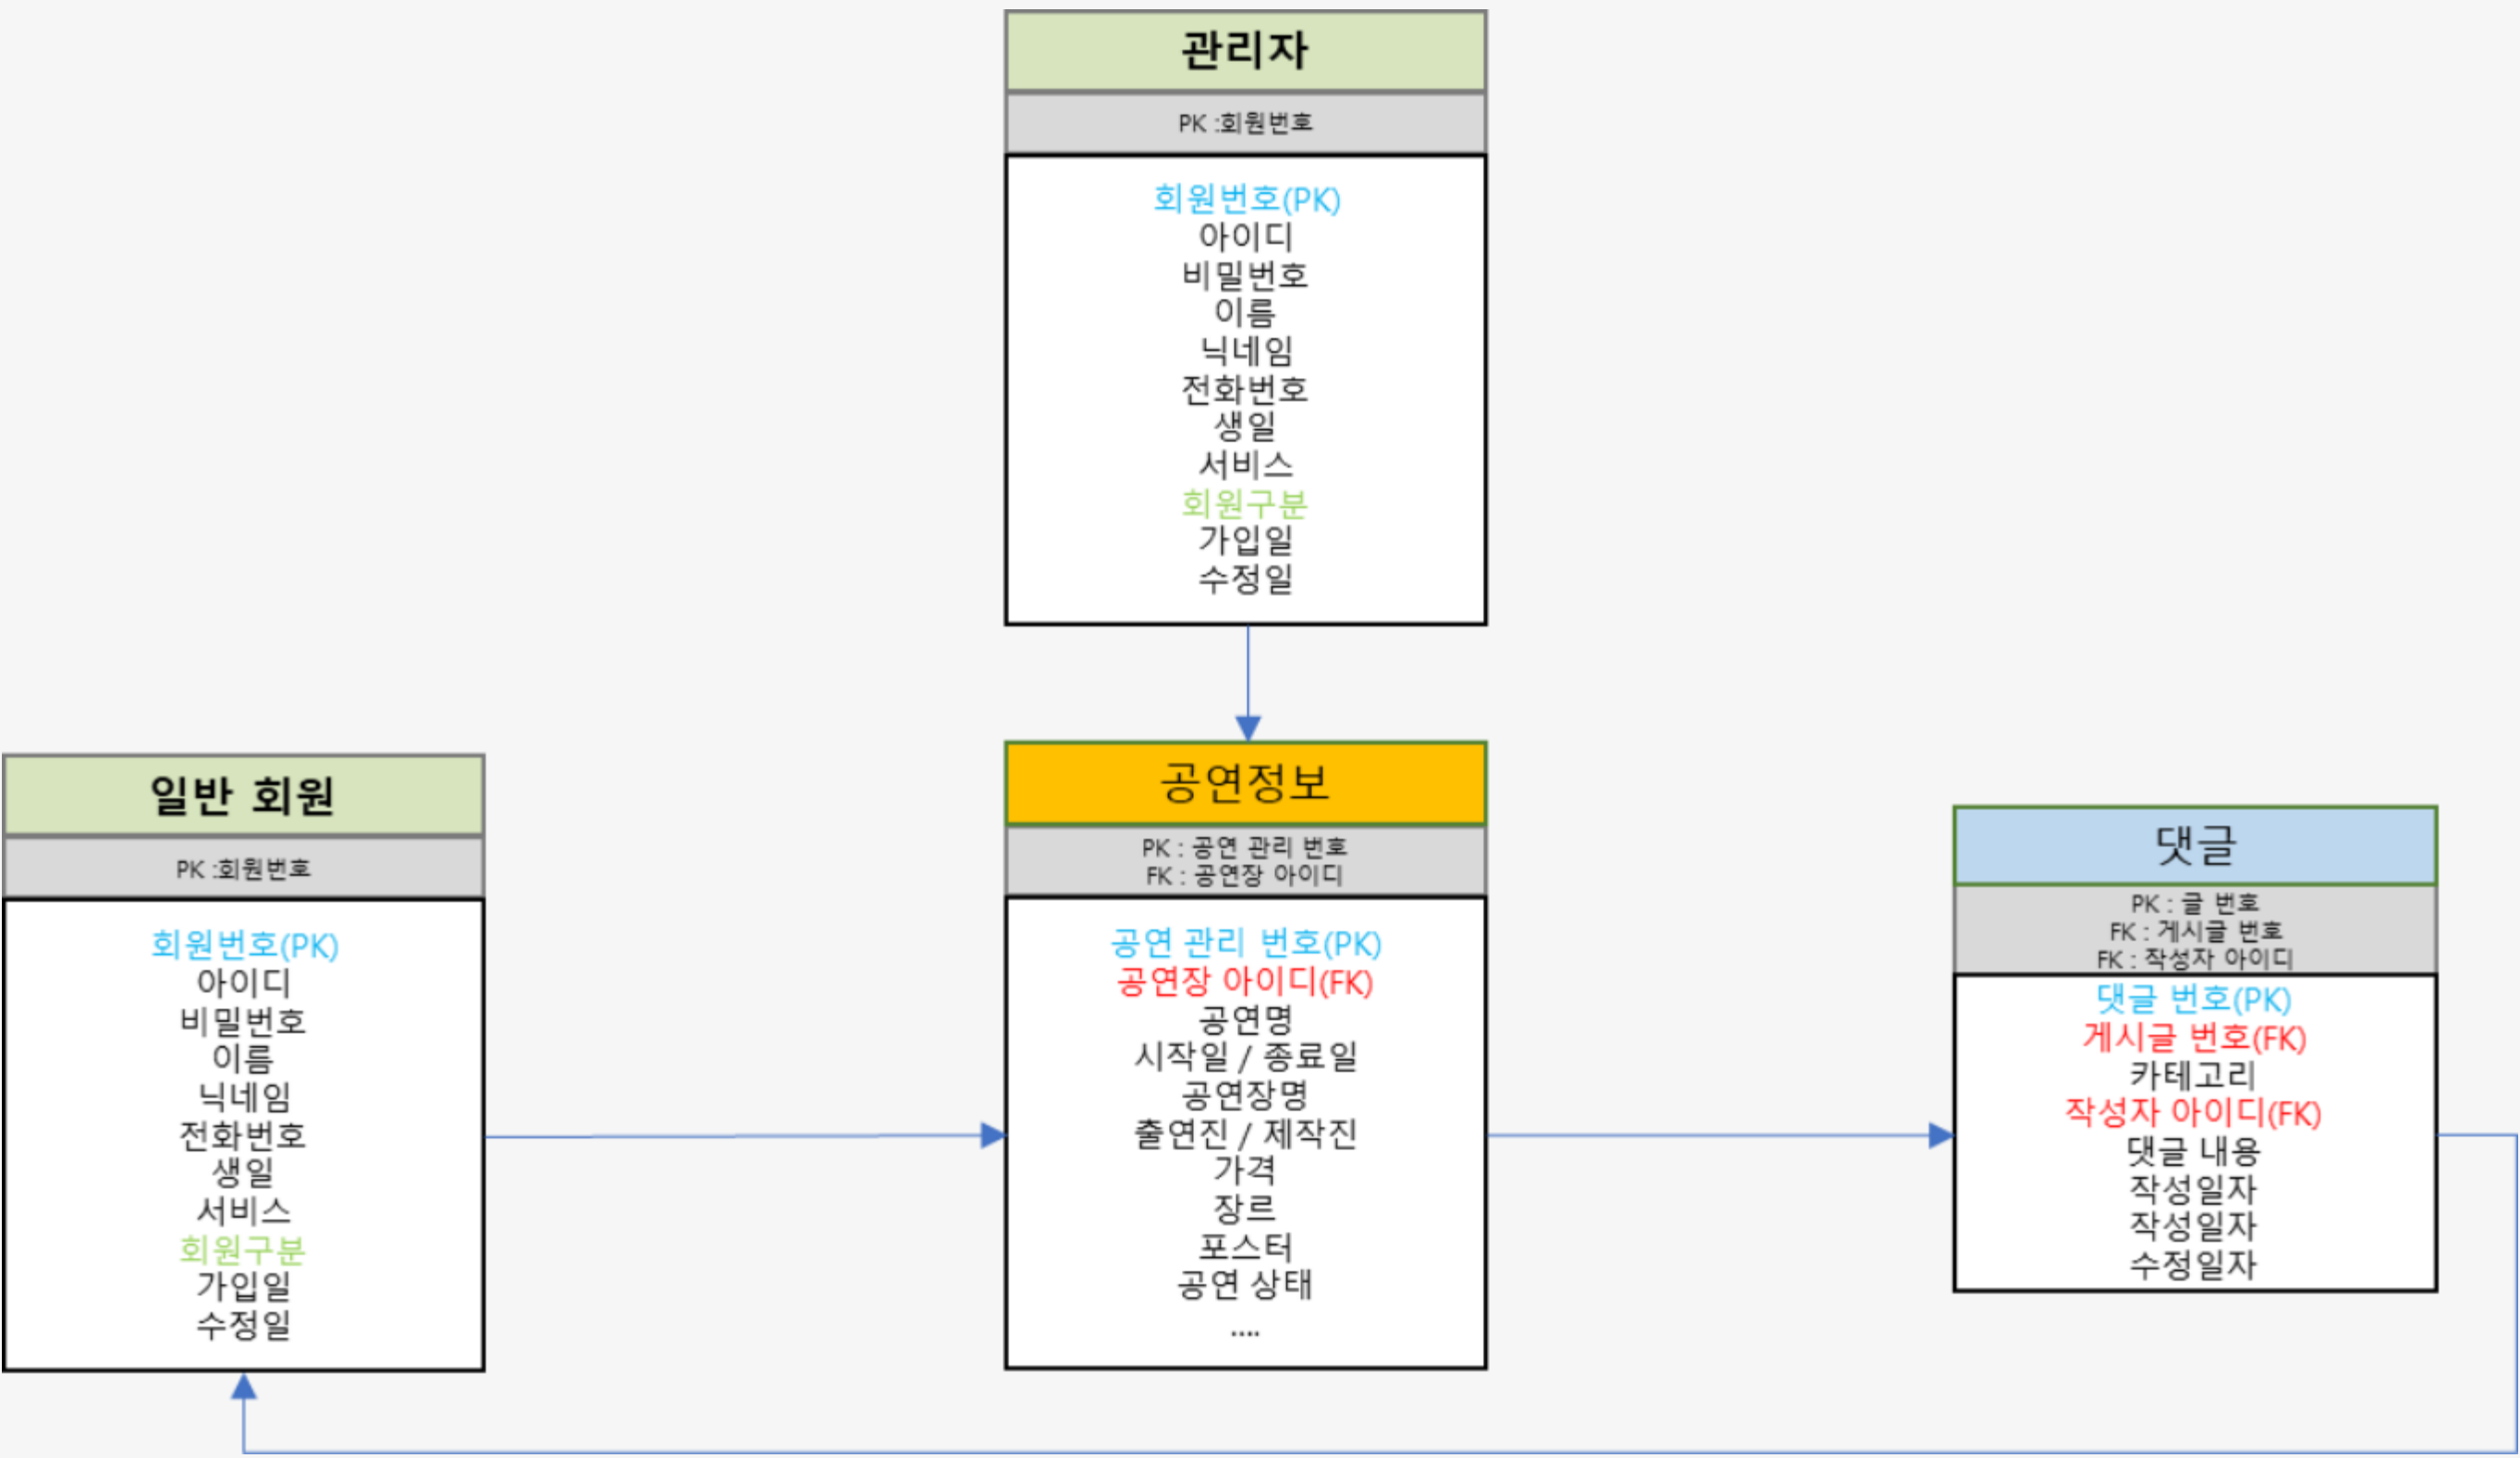 관리자
PK :회원번호
회원번호(PK)
아이디
비밀번호
이름
닉네임
전화번호
생일
서비스
회원구분
가입일
수정일
일반 회원
PK :회원번호
회원번호(PK)
아이디
비밀번호
이름
닉네임
전화번호
생일
서비스
회원구분
가입일
수정일
공연정보
PK : 공연 관리 번호
FK : 공연장 아이디
공연 관리 번호(PK)
공연장 아이디(FK)
공연명
시작일 / 종료일
공연장명
출연진 / 제작진
가격
장르
포스터
공연 상태
....
댓글
PK : 글 번호
FK : 게시글 번호
FK : 작성자 아이디
댓글 번호(PK)
게시글 번호(FK)
카테고리
작성자 아이디(FK)
댓글 내용
작성일자
작성일자
수정일자